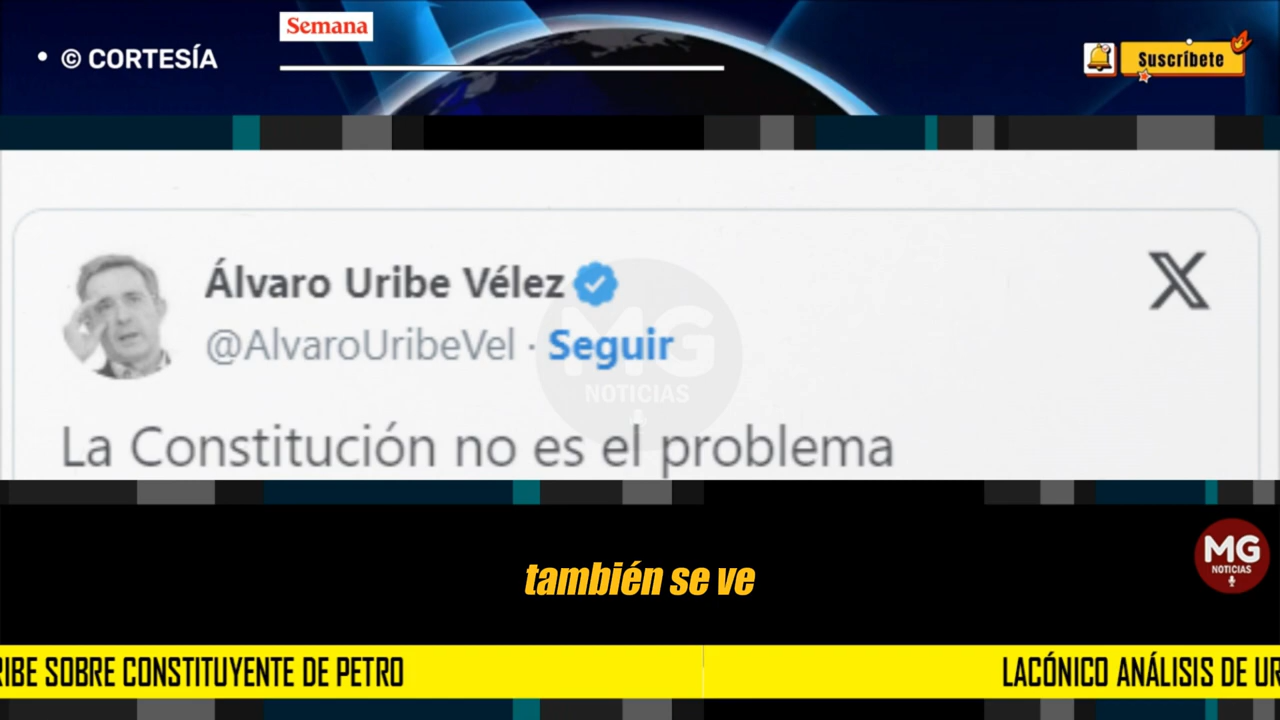 Semana
• © CORTESÍA
Suscríbete
Álvaro Uribe Vélez
@AlvaroUribeVel · Seguir
MG
NOTICIAS
La Constitución no es el problema
también se ve
MG
NOTICIAS
RIBE SOBRE CONSTITUYENTE DE PETRO
LACÓNICO ANÁLISIS DE UR